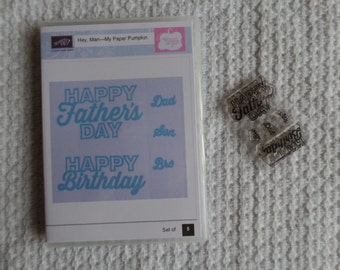 Hey, Man—My Paper Pumpkin
HAPPY
Father's
DAY
Dad
Son
HAPPY
Birthday
Bro
Set of 5